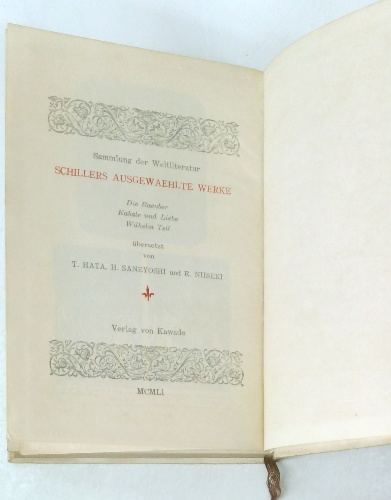 Sammlung der Weltliteratur
SCHILLERS AUSGEWAEHLTE WERKE
Die Raeuber
Kabale und Liebe
Wilhelm Tell
übersetzt
von
T. HATA, H. SANEYOSHI und R. NIISEKI
Verlag von Kawade
MCMLI